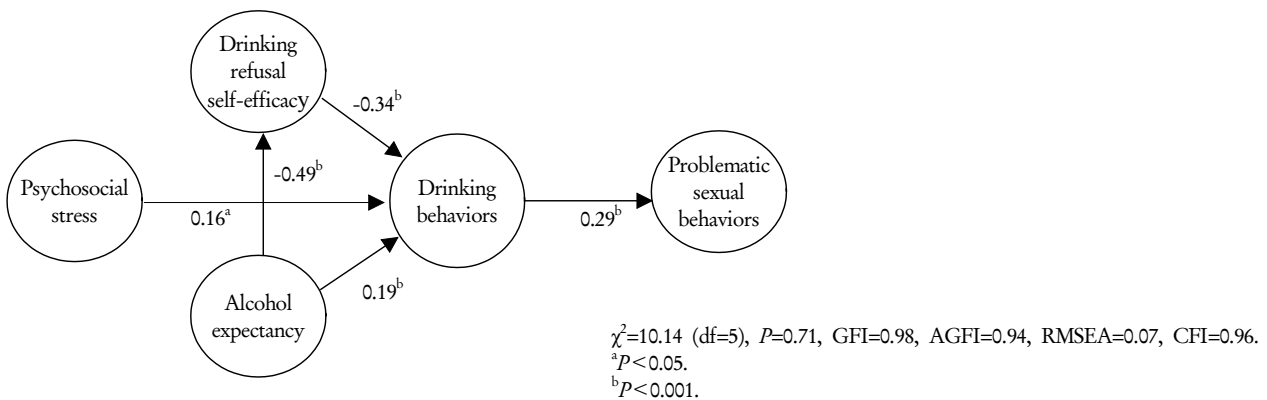 Drinking
refusal
self-efficacy
-0.34ᵇ
-0.49ᵇ
Psychosocial
stress
0.16ᵃ
Drinking
behaviors
0.29ᵇ
Problematic
sexual
behaviors
0.19ᵇ
Alcohol
expectancy
χ²=10.14 (df=5), P=0.71, GFI=0.98, AGFI=0.94, RMSEA=0.07, CFI=0.96.
ᵃP<0.05.
ᵇP<0.001.